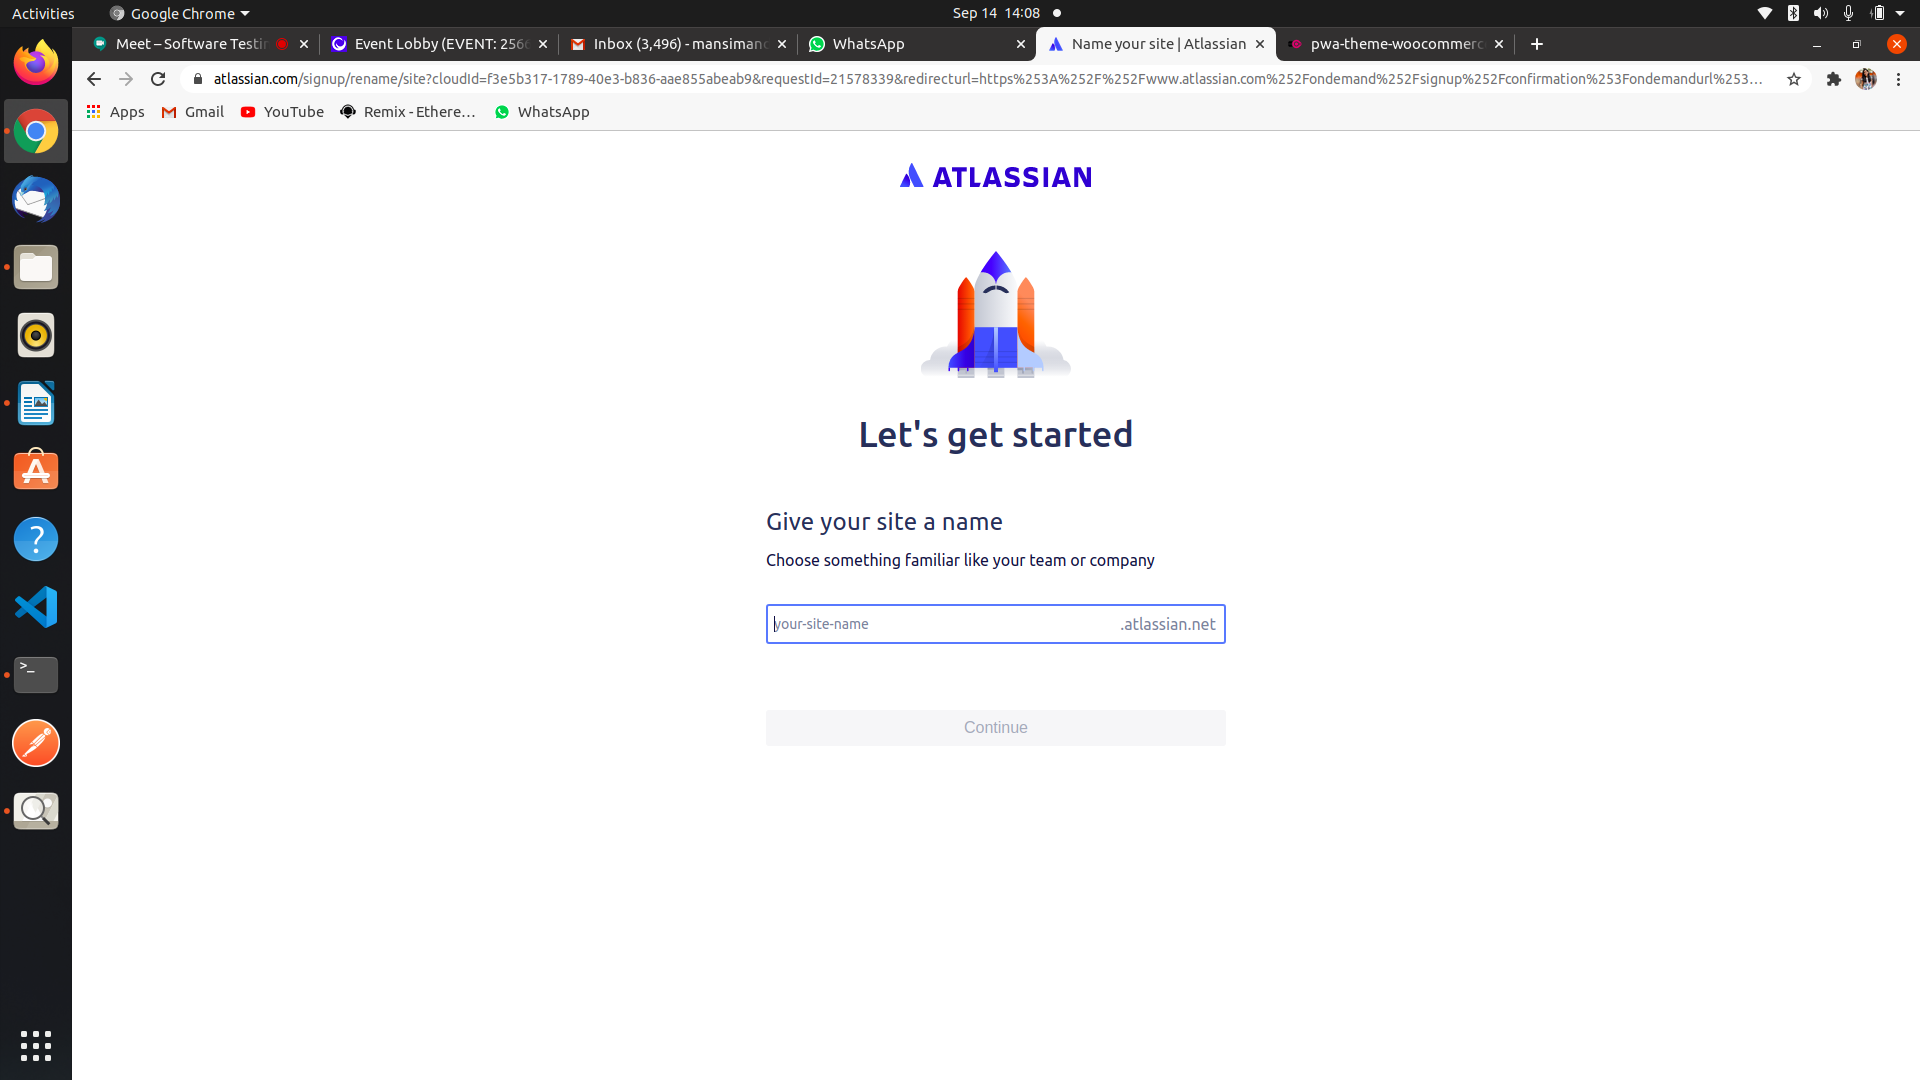 Activities
Google Chrome
Sep 14 14:08
Meet – Software Testin
Event Lobby (EVENT: 256
Inbox (3,496) - mansimano
WhatsApp
Name your site | Atlassian
pwa-theme-woocommerc
atlassian.com/signup/rename/site?cloudId=f3e5b317-1789-40e3-b836-aae855abeab9&requestId=21578339&redirecturl=https%253A%252F%252Fwww.atlassian.com%252Fondemand%252Fsignup%252Fconfirmation%253Fondemandurl%253...
Apps
Gmail
YouTube
Remix - Ethere...
WhatsApp
ATLASSIAN
Let's get started
Give your site a name
Choose something familiar like your team or company
your-site-name
.atlassian.net
Continue